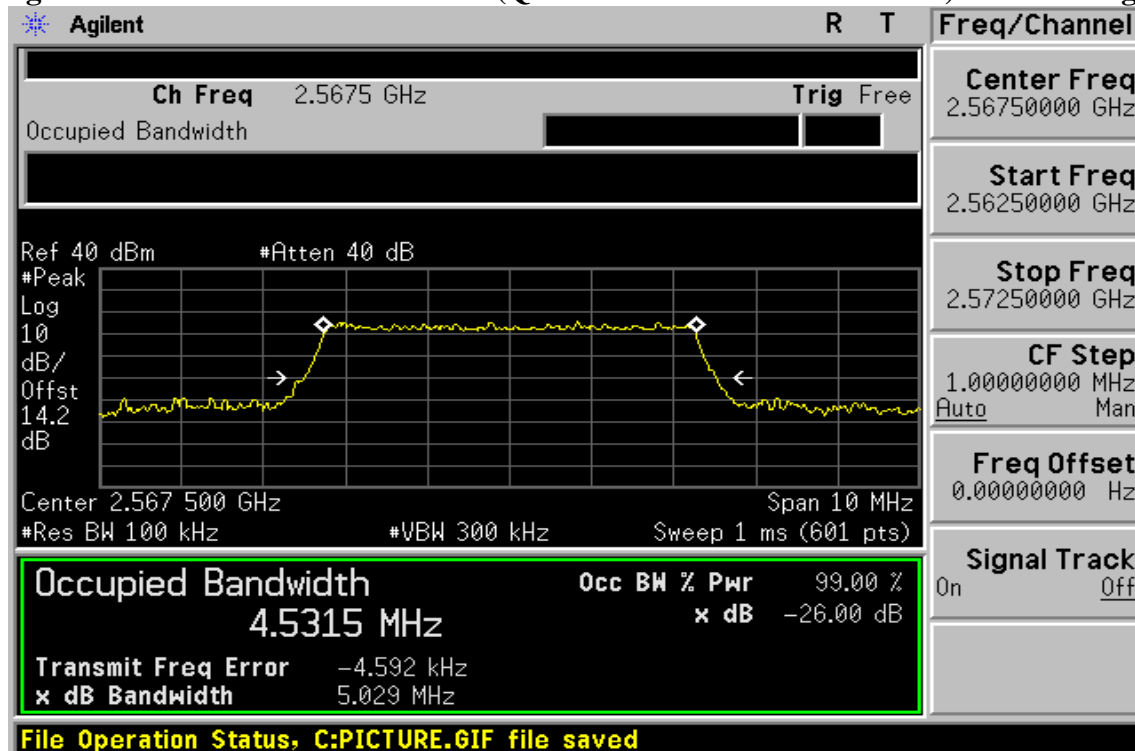 Agilent R T
Ch Freq 2.5675 GHz Trig Free
Occupied Bandwidth
Ref 40 dBm #Atten 40 dB
#Peak
Log
10
dB/
Offst
14.2
dB
Center 2.567 500 GHz Span 10 MHz
#Res BW 100 kHz #VBW 300 kHz Sweep 1 ms (601 pts)
Occupied Bandwidth Occ BW % Pwr 99.00 %
4.5315 MHz x dB -26.00 dB
Transmit Freq Error -4.592 kHz
x dB Bandwidth 5.029 MHz
File Operation Status, C:PICTURE.GIF file saved
Freq/Channel
Center Freq
2.56750000 GHz
Start Freq
2.56250000 GHz
Stop Freq
2.57250000 GHz
CF Step
1.00000000 MHz
Auto Man
Freq Offset
0.00000000 Hz
Signal Track
On Off